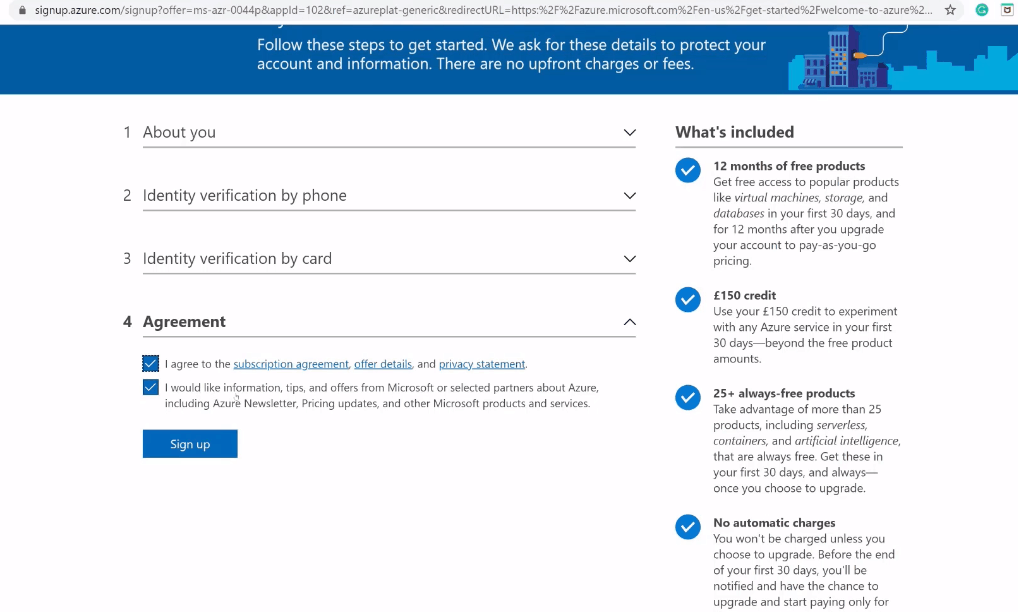 signup.azure.com/signup?offer=ms-azr-0044p&appId=102&ref=azureplat-generic&redirectURL=https:%2F%2Fazure.microsoft.com%2Fen-us%2Fget-started%2Fwelcome-to-azure%2...
Follow these steps to get started. We ask for these details to protect your
account and information. There are no upfront charges or fees.
1 About you
2 Identity verification by phone
3 Identity verification by card
4 Agreement
I agree to the subscription agreement, offer details, and privacy statement.
I would like information, tips, and offers from Microsoft or selected partners about Azure,
including Azure Newsletter, Pricing updates, and other Microsoft products and services.
Sign up
What's included
12 months of free products
Get free access to popular products
like virtual machines, storage, and
databases in your first 30 days, and
for 12 months after you upgrade
your account to pay-as-you-go
pricing.
£150 credit
Use your £150 credit to experiment
with any Azure service in your first
30 days—beyond the free product
amounts.
25+ always-free products
Take advantage of more than 25
products, including serverless,
containers, and artificial intelligence,
that are always free. Get these in
your first 30 days, and always—
once you choose to upgrade.
No automatic charges
You won't be charged unless you
choose to upgrade. Before the end
of your first 30 days, you'll be
notified and have the chance to
upgrade and start paying only for